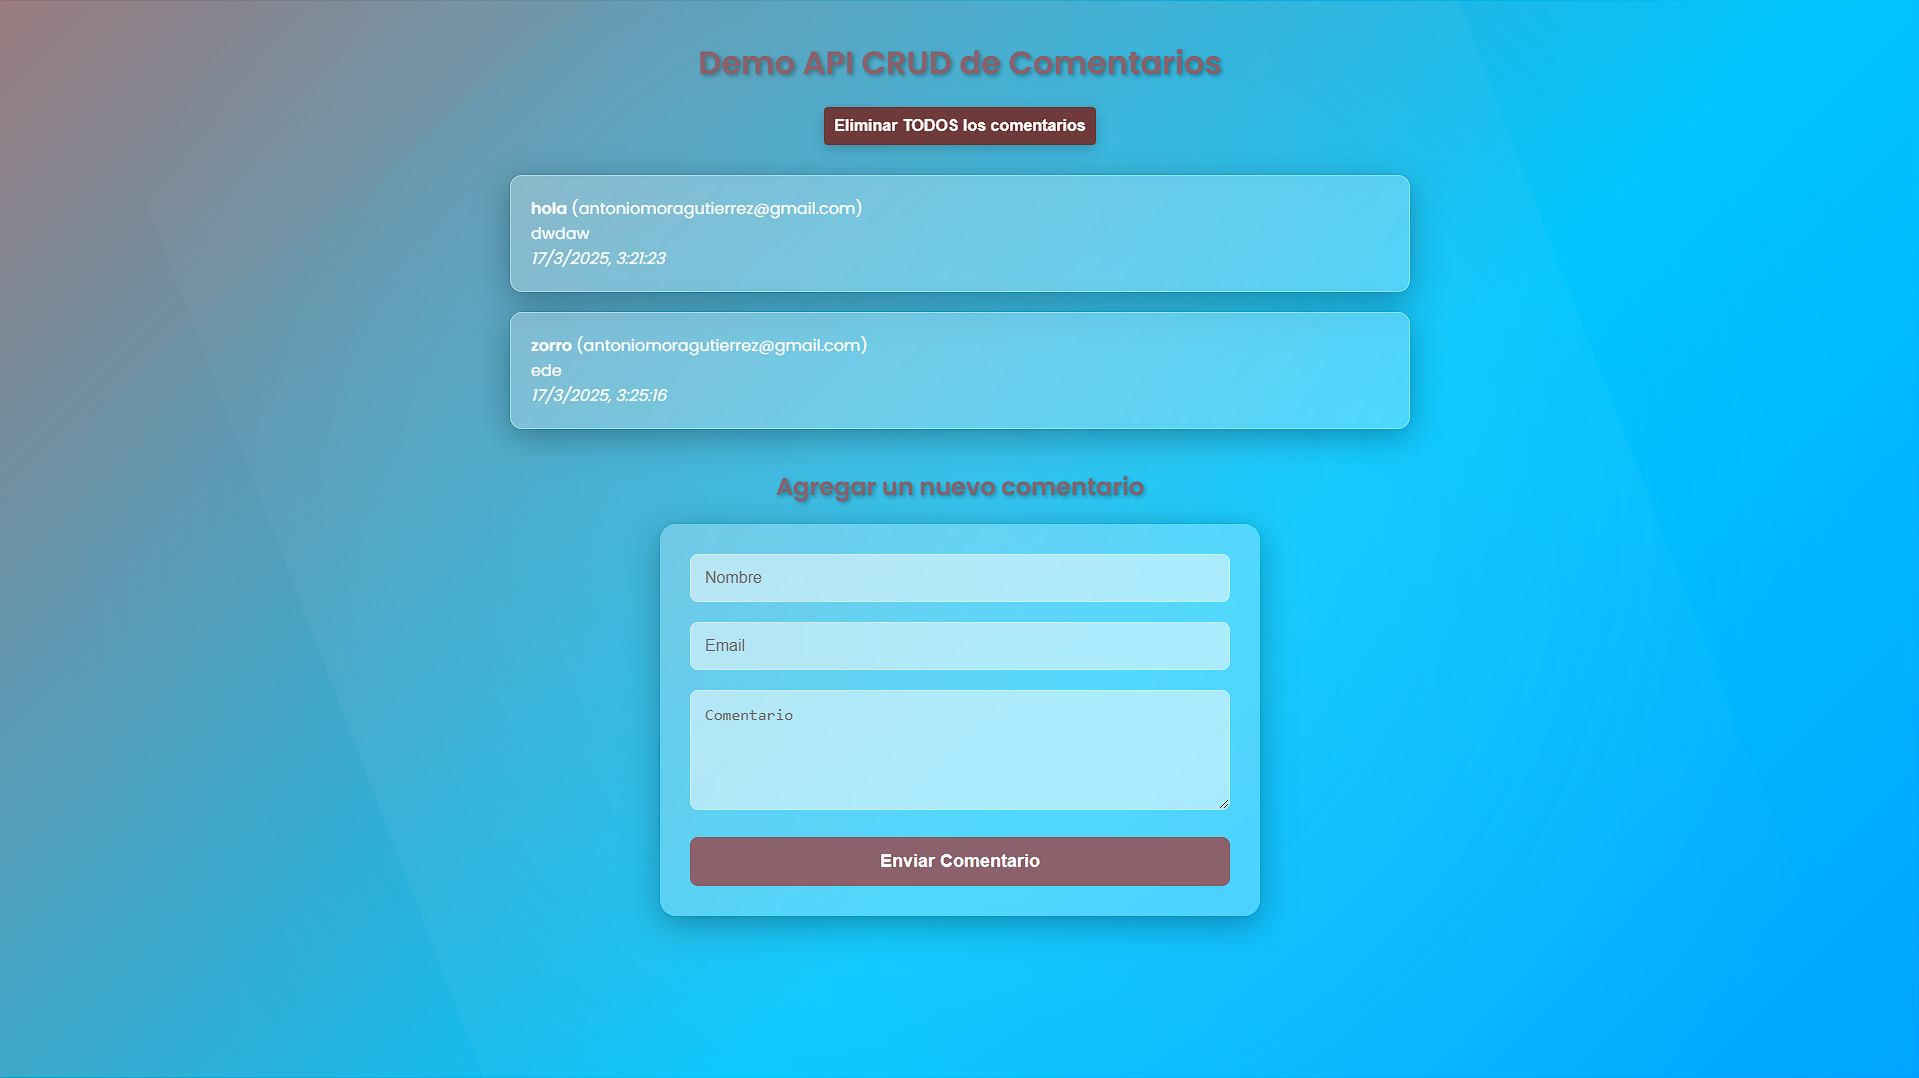 Demo API CRUD de Comentarios
Eliminar TODOS los comentarios
hola (antoniomoragutierrez@gmail.com)
dwdaw
17/3/2025, 3:21:23
zorro (antoniomoragutierrez@gmail.com)
ede
17/3/2025, 3:25:16
Agregar un nuevo comentario
Nombre
Email
Comentario
Enviar Comentario